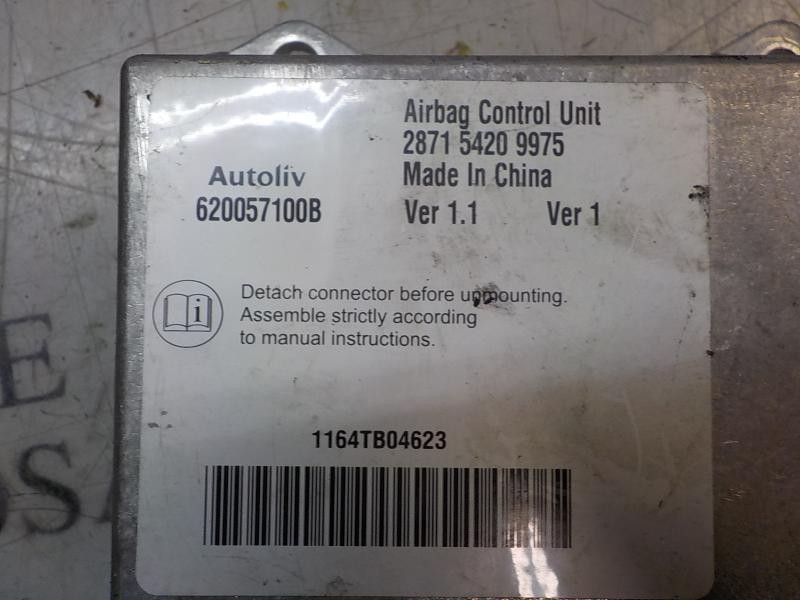 Airbag Control Unit
2871 5420 9975
Made In China
Ver 1.1 Ver 1
Autoliv
620057100B
i
Detach connector before unmounting.
Assemble strictly according
to manual instructions.
1164TB04623